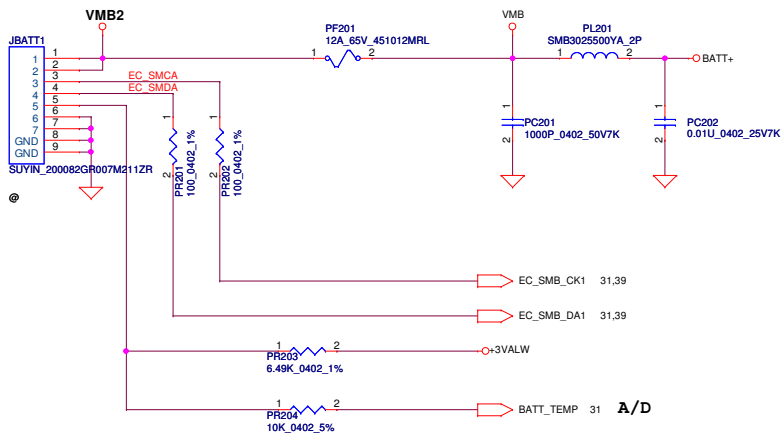 VMB2
JBATT1
1 1
2 2
3 3
4 4
5 5
6 6
7 7
GND 8
GND 9
SUYIN_200082GR007M211ZR
@
EC_SMCA
EC_SMDA
PF201
12A_65V_451012MRL
1 2
VMB
PL201
SMB3025500YA_2P
1 2
BATT+
1
PC201
1000P_0402_50V7K
2
1
PC202
0.01U_0402_25V7K
2
1
PR201
100_0402_1%
2
1
PR202
100_0402_1%
2
EC_SMB_CK1 31,39
EC_SMB_DA1 31,39
1 2
PR203
6.49K_0402_1%
+3VALW
1 2
PR204
10K_0402_5%
BATT_TEMP 31 A/D